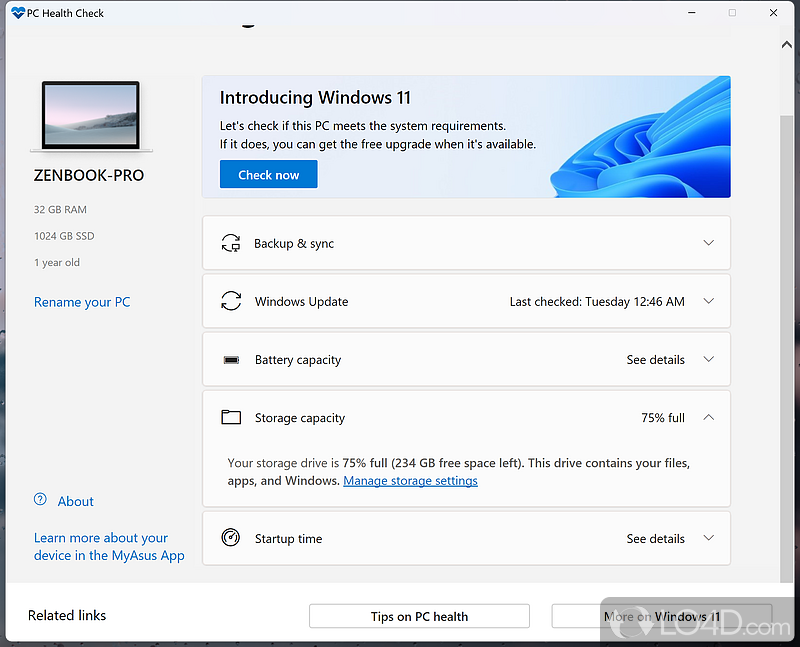 PC Health Check
ZENBOOK-PRO
32 GB RAM
1024 GB SSD
1 year old
Rename your PC
About
Learn more about your
device in the MyAsus App
Introducing Windows 11
Let's check if this PC meets the system requirements.
If it does, you can get the free upgrade when it's available.
Check now
Backup & sync
Windows Update Last checked: Tuesday 12:46 AM
Battery capacity See details
Storage capacity 75% full
Your storage drive is 75% full (234 GB free space left). This drive contains your files,
apps, and Windows. Manage storage settings
Startup time See details
Related links Tips on PC health More on Windows 11
LO4D.com